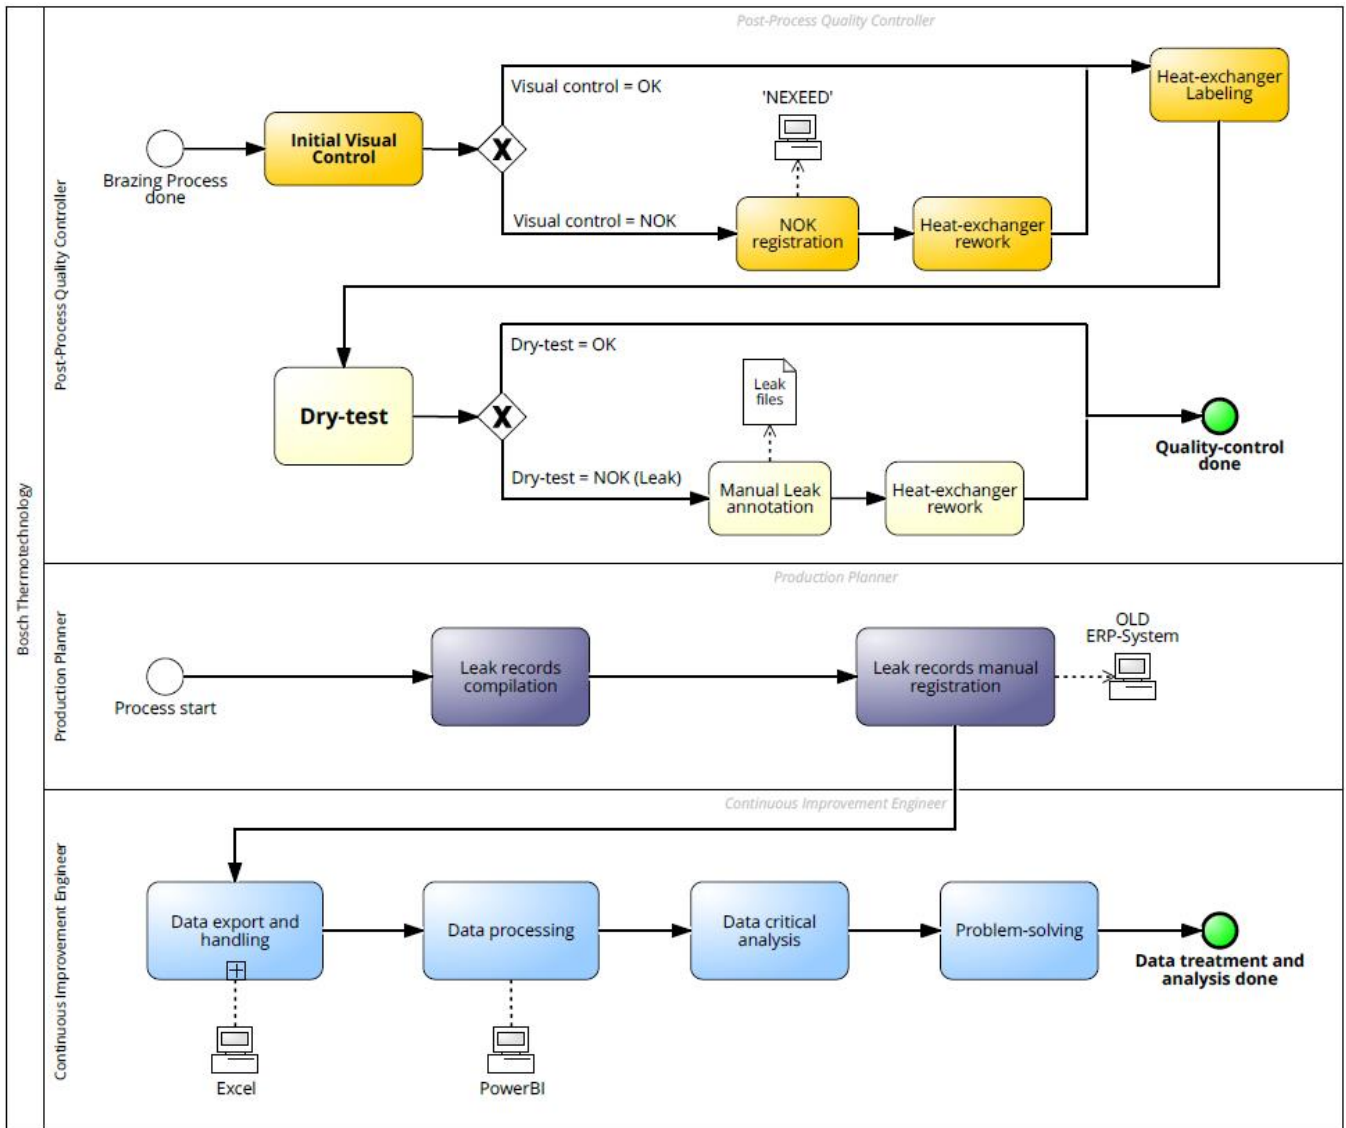 Bosch Thermotechnology
Post-Process Quality Controller
Post-Process Quality Controller
Brazing Process
done
Initial Visual
Control
X
Visual control = OK
Visual control = NOK
'NEXEED'
NOK
registration
Heat-exchanger
rework
Heat-exchanger
Labeling
Dry-test
X
Dry-test = OK
Dry-test = NOK (Leak)
Leak
files
Manual Leak
annotation
Heat-exchanger
rework
Quality-control
done
Production Planner
Production Planner
Process start
Leak records
compilation
Leak records manual
registration
OLD
ERP-System
Continuous Improvement Engineer
Continuous Improvement Engineer
Data export and
handling
Excel
Data processing
PowerBI
Data critical
analysis
Problem-solving
Data treatment and
analysis done